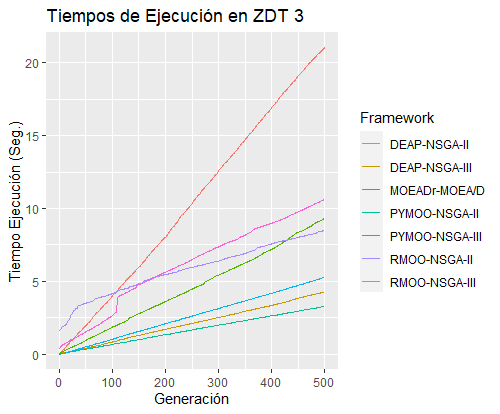 Tiempos de Ejecución en ZDT 3
Tiempo Ejecución (Seg.)
20
15
10
5
0
0 100 200 300 400 500
Generación
Framework
DEAP-NSGA-II
DEAP-NSGA-III
MOEADr-MOEA/D
PYMOO-NSGA-II
PYMOO-NSGA-III
RMOO-NSGA-II
RMOO-NSGA-III